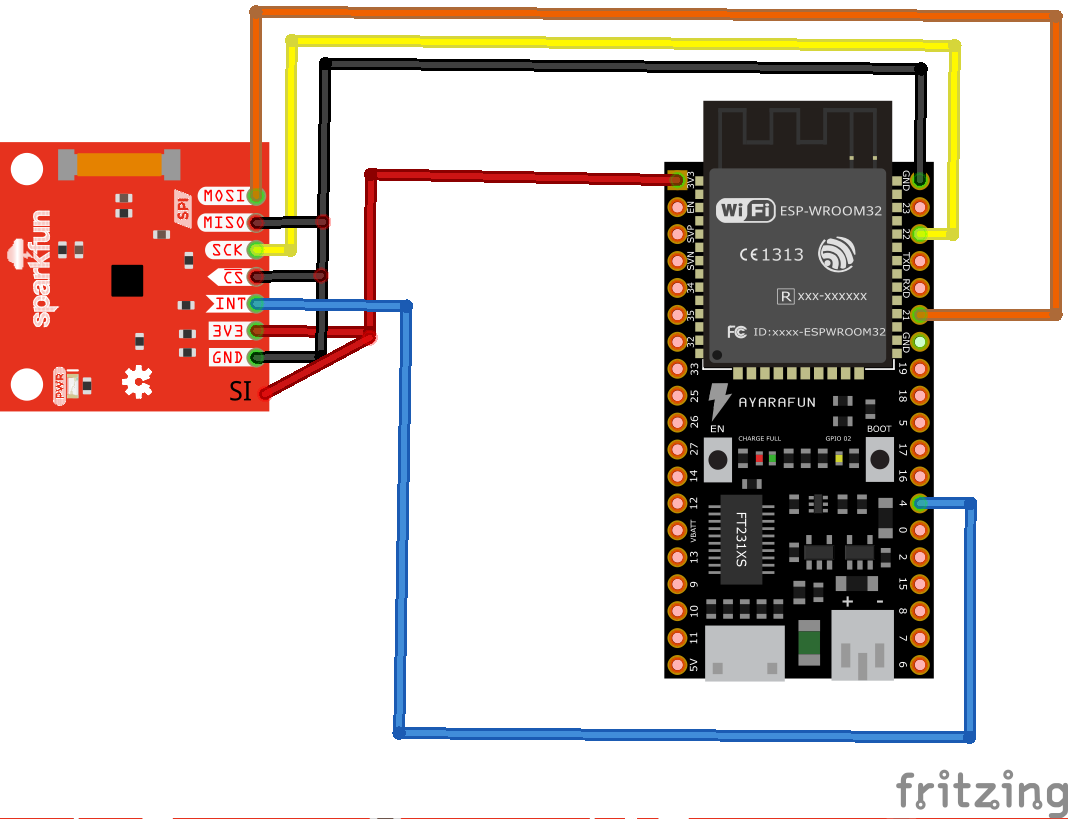 MOSI
MISO
SCK
CS
INT
3V3
GND
SI
SPI
sparkfun
PWR
3V3
EN
SVP
SVN
34
35
32
33
25
26
27
14
12
VBATT
13
9
10
11
5V
WiFi ESP-WROOM32
CE1313
R xxx-xxxxxx
FC ID:xxxx-ESPWROOM32
AYARAFUN
EN
BOOT
CHARGE FULL
GPIO 02
FT231XS
+ -
GND
23
22
TXD
RXD
21
GND
19
18
5
17
16
4
0
2
15
8
7
6
fritzing